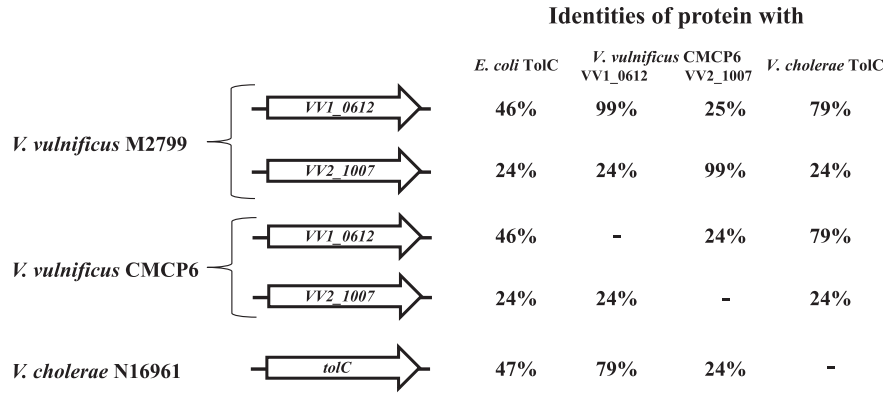 Identities of protein with
E. coli TolC V. vulnificus CMCP6 V. cholerae TolC
VV1_0612 VV2_1007
VV1_0612 46% 99% 25% 79%
V. vulnificus M2799
VV2_1007 24% 24% 99% 24%
VV1_0612 46% - 24% 79%
V. vulnificus CMCP6
VV2_1007 24% 24% - 24%
V. cholerae N16961 tolC 47% 79% 24% -